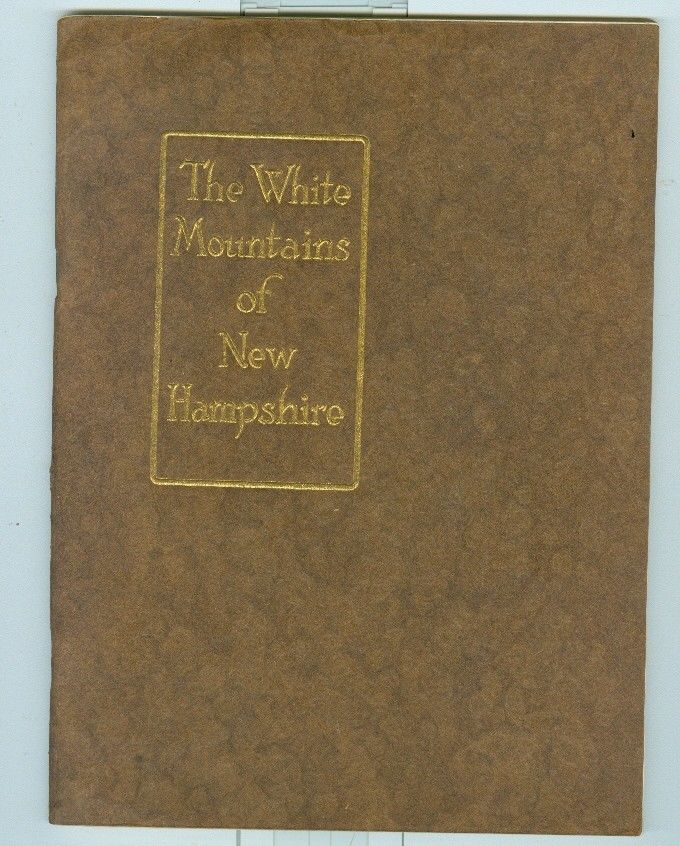 The White
Mountains
of
New
Hampshire